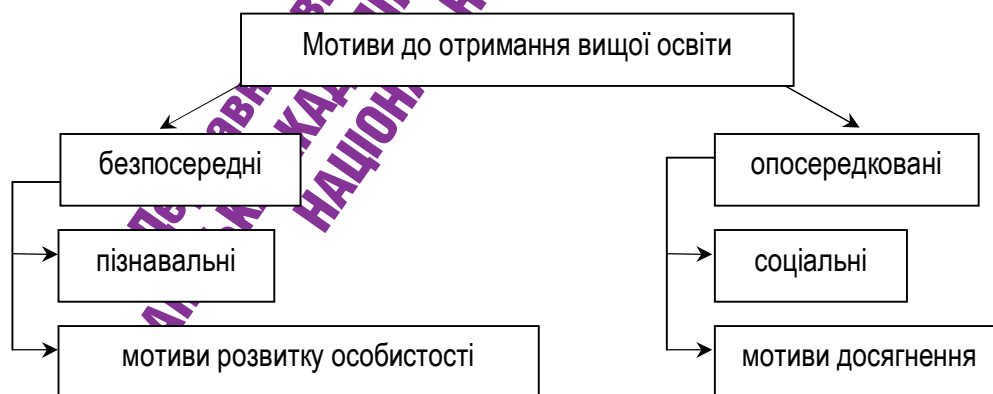 Мотиви до отримання вищої освіти
безпосередні
опосередковані
пізнавальні
соціальні
мотиви розвитку особистості
мотиви досягнення